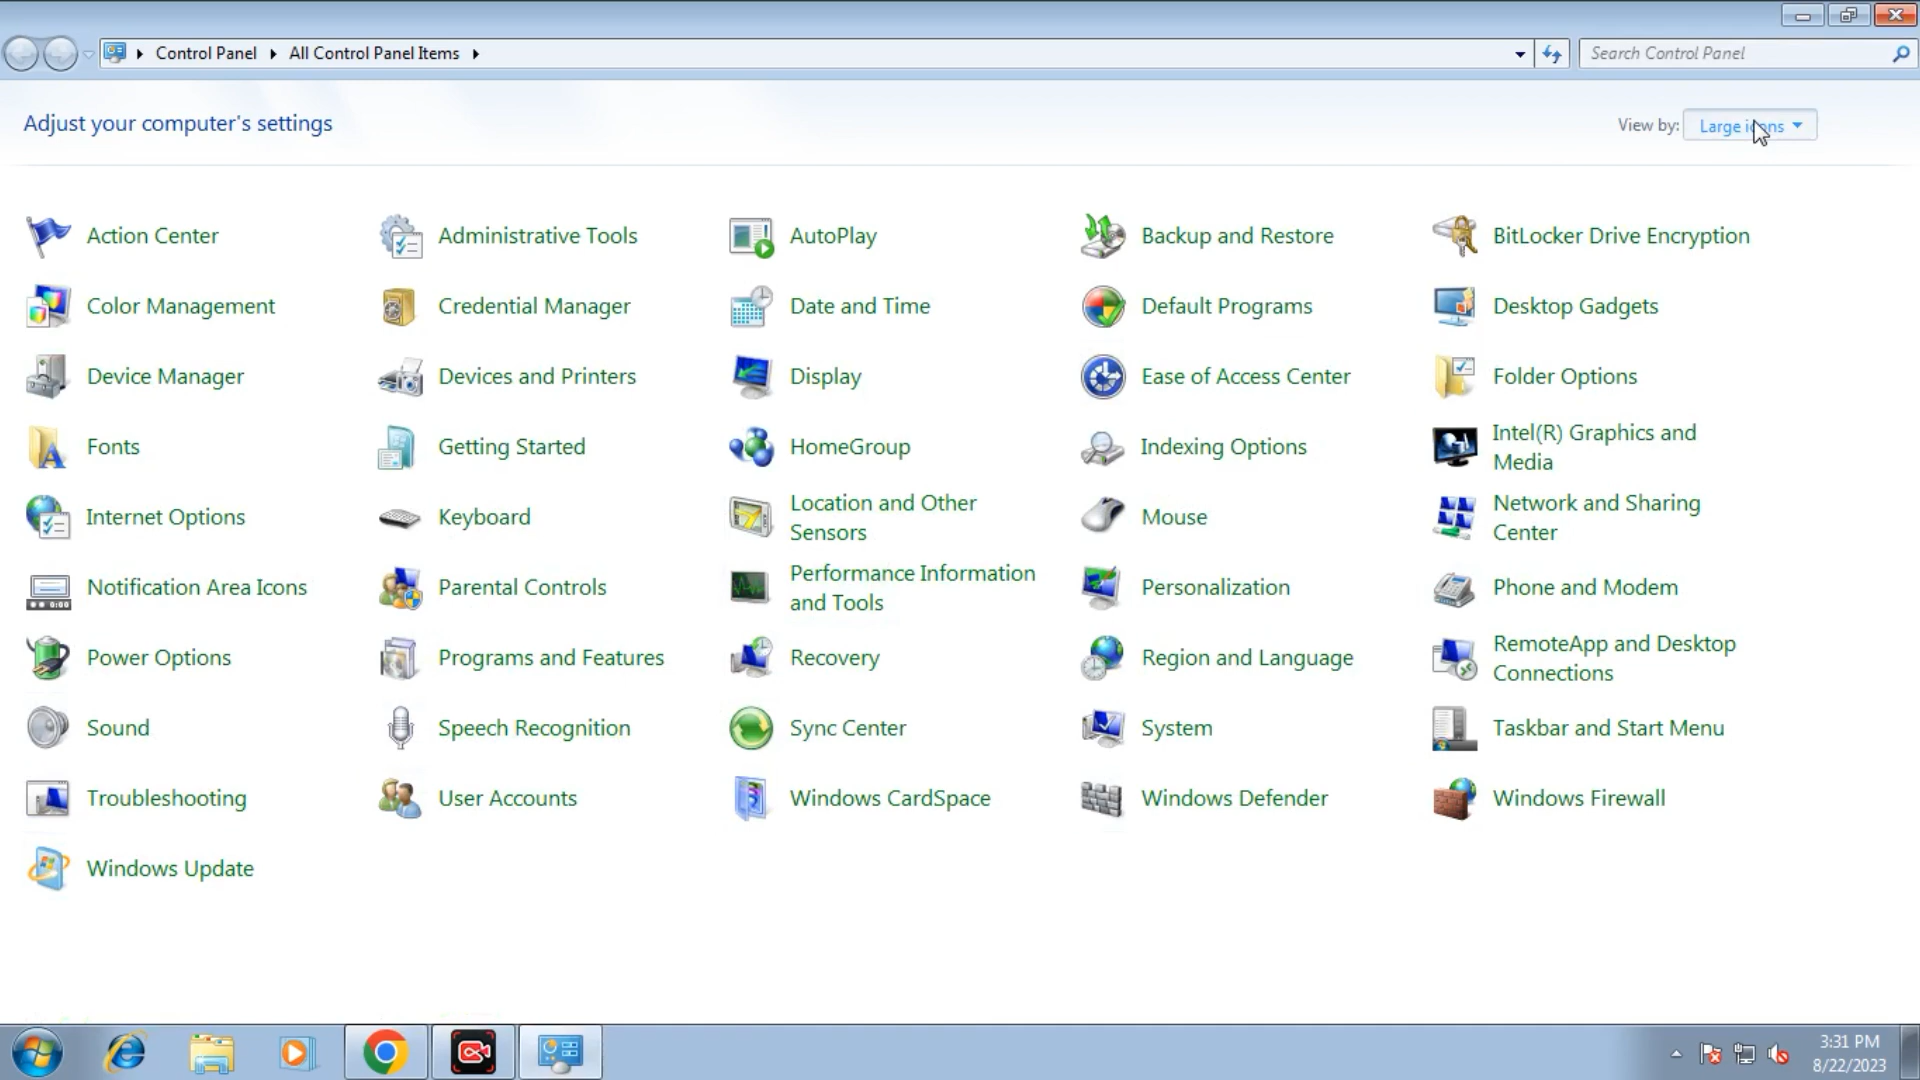 Control Panel All Control Panel Items
Search Control Panel
Adjust your computer's settings
View by: Large icons
Action Center
Administrative Tools
AutoPlay
Backup and Restore
BitLocker Drive Encryption
Color Management
Credential Manager
Date and Time
Default Programs
Desktop Gadgets
Device Manager
Devices and Printers
Display
Ease of Access Center
Folder Options
Fonts
Getting Started
HomeGroup
Indexing Options
Intel(R) Graphics and
Media
Internet Options
Keyboard
Location and Other
Sensors
Mouse
Network and Sharing
Center
Notification Area Icons
Parental Controls
Performance Information
and Tools
Personalization
Phone and Modem
Power Options
Programs and Features
Recovery
Region and Language
RemoteApp and Desktop
Connections
Sound
Speech Recognition
Sync Center
System
Taskbar and Start Menu
Troubleshooting
User Accounts
Windows CardSpace
Windows Defender
Windows Firewall
Windows Update
3:31 PM
8/22/2023